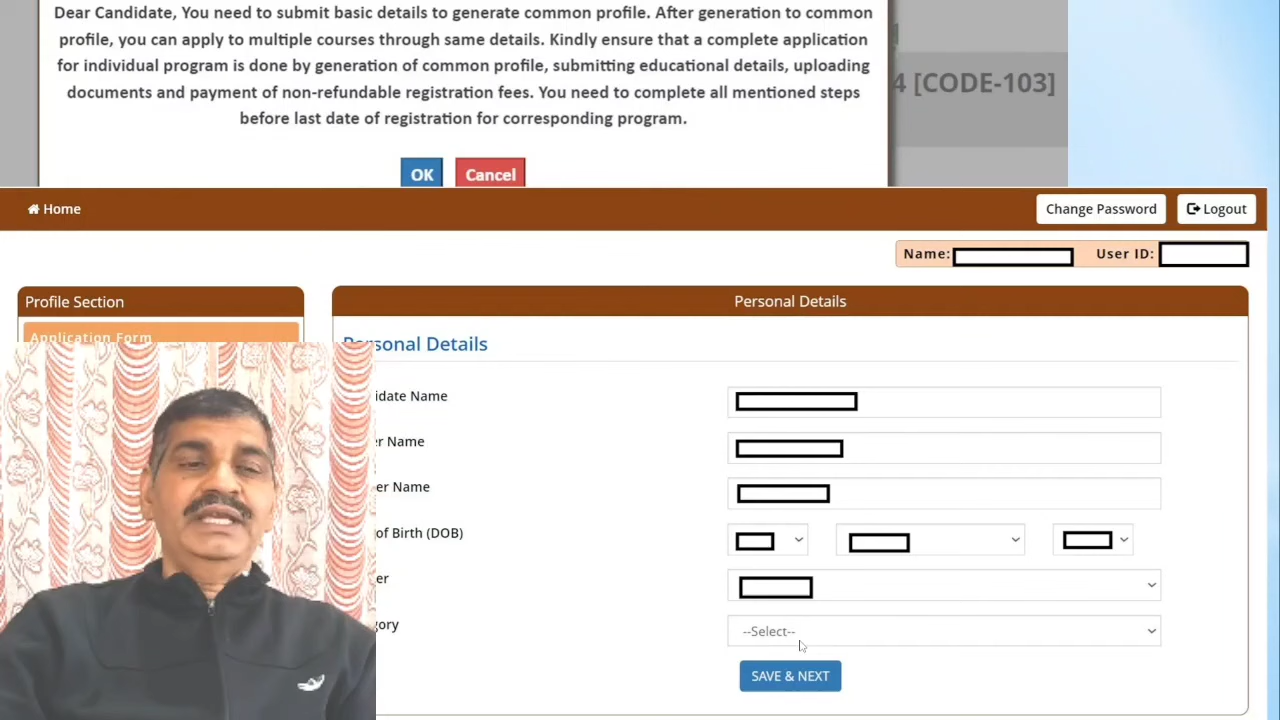 Dear Candidate, You need to submit basic details to generate common profile. After generation to common
profile, you can apply to multiple courses through same details. Kindly ensure that a complete application
for individual program is done by generation of common profile, submitting educational details, uploading
documents and payment of non-refundable registration fees. You need to complete all mentioned steps
before last date of registration for corresponding program.
4 [CODE-103]
OK Cancel
Home Change Password Logout
Name: User ID:
Profile Section
Personal Details
Application Form
Personal Details
idate Name
er Name
er Name
of Birth (DOB)
er
gory
--Select--
SAVE & NEXT